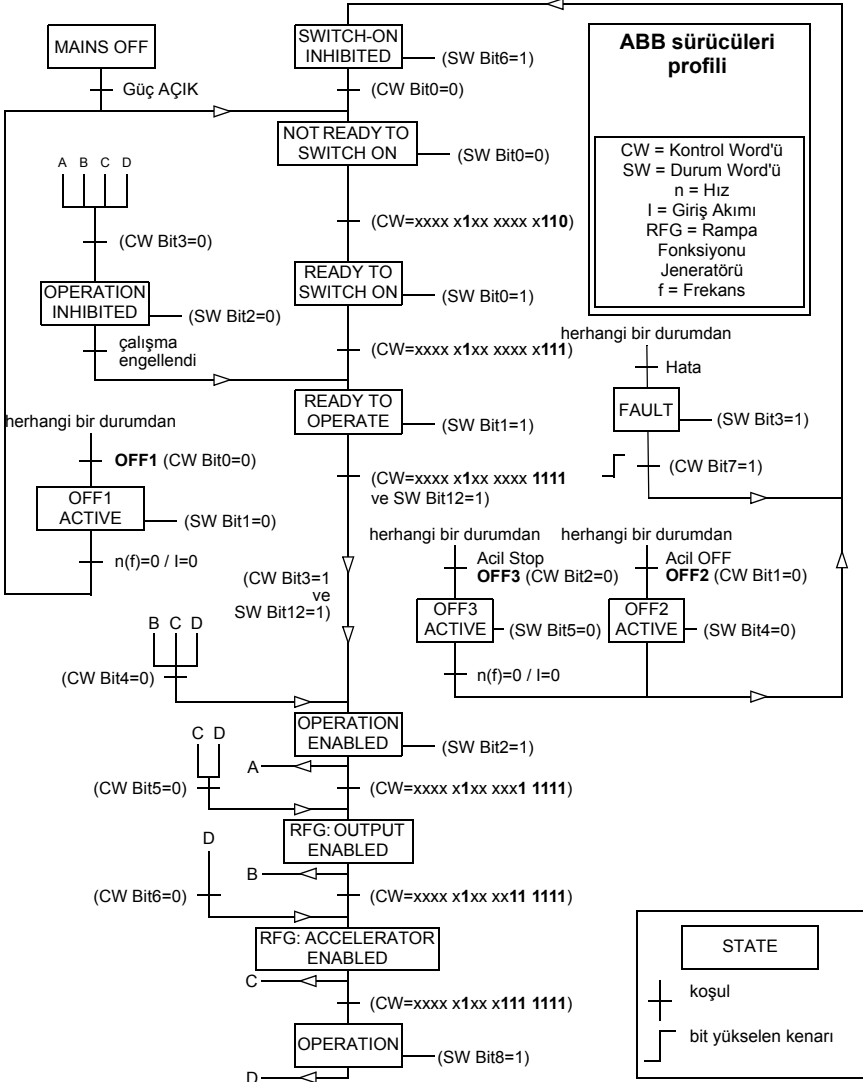 MAINS OFF
Güç AÇIK
SWITCH-ON
INHIBITED
(SW Bit6=1)
(CW Bit0=0)
ABB sürücüleri
profili
CW = Kontrol Word'ü
SW = Durum Word'ü
n = Hız
I = Giriş Akımı
RFG = Rampa
Fonksiyonu
Jeneratörü
f = Frekans
NOT READY TO
SWITCH ON
(SW Bit0=0)
A B C D
(CW Bit3=0)
(CW=xxxx x1xx xxxx x110)
OPERATION
INHIBITED
(SW Bit2=0)
READY TO
SWITCH ON
(SW Bit0=1)
çalışma
engellendi
(CW=xxxx x1xx xxxx x111)
herhangi bir durumdan
Hata
FAULT
(SW Bit3=1)
(CW Bit7=1)
READY TO
OPERATE
(SW Bit1=1)
herhangi bir durumdan
OFF1 (CW Bit0=0)
OFF1
ACTIVE
(SW Bit1=0)
n(f)=0 / I=0
(CW=xxxx x1xx xxxx 1111
ve SW Bit12=1)
(CW Bit3=1
ve
SW Bit12=1)
herhangi bir durumdan
Acil Stop
OFF3 (CW Bit2=0)
OFF3
ACTIVE
(SW Bit5=0)
n(f)=0 / I=0
herhangi bir durumdan
Acil OFF
OFF2 (CW Bit1=0)
OFF2
ACTIVE
(SW Bit4=0)
B C D
(CW Bit4=0)
OPERATION
ENABLED
(SW Bit2=1)
C D
A
(CW Bit5=0)
(CW=xxxx x1xx xxx1 1111)
RFG: OUTPUT
ENABLED
D
B
(CW Bit6=0)
(CW=xxxx x1xx xx11 1111)
RFG: ACCELERATOR
ENABLED
C
(CW=xxxx x1xx x111 1111)
OPERATION
(SW Bit8=1)
D
STATE
koşul
bit yükselen kenarı